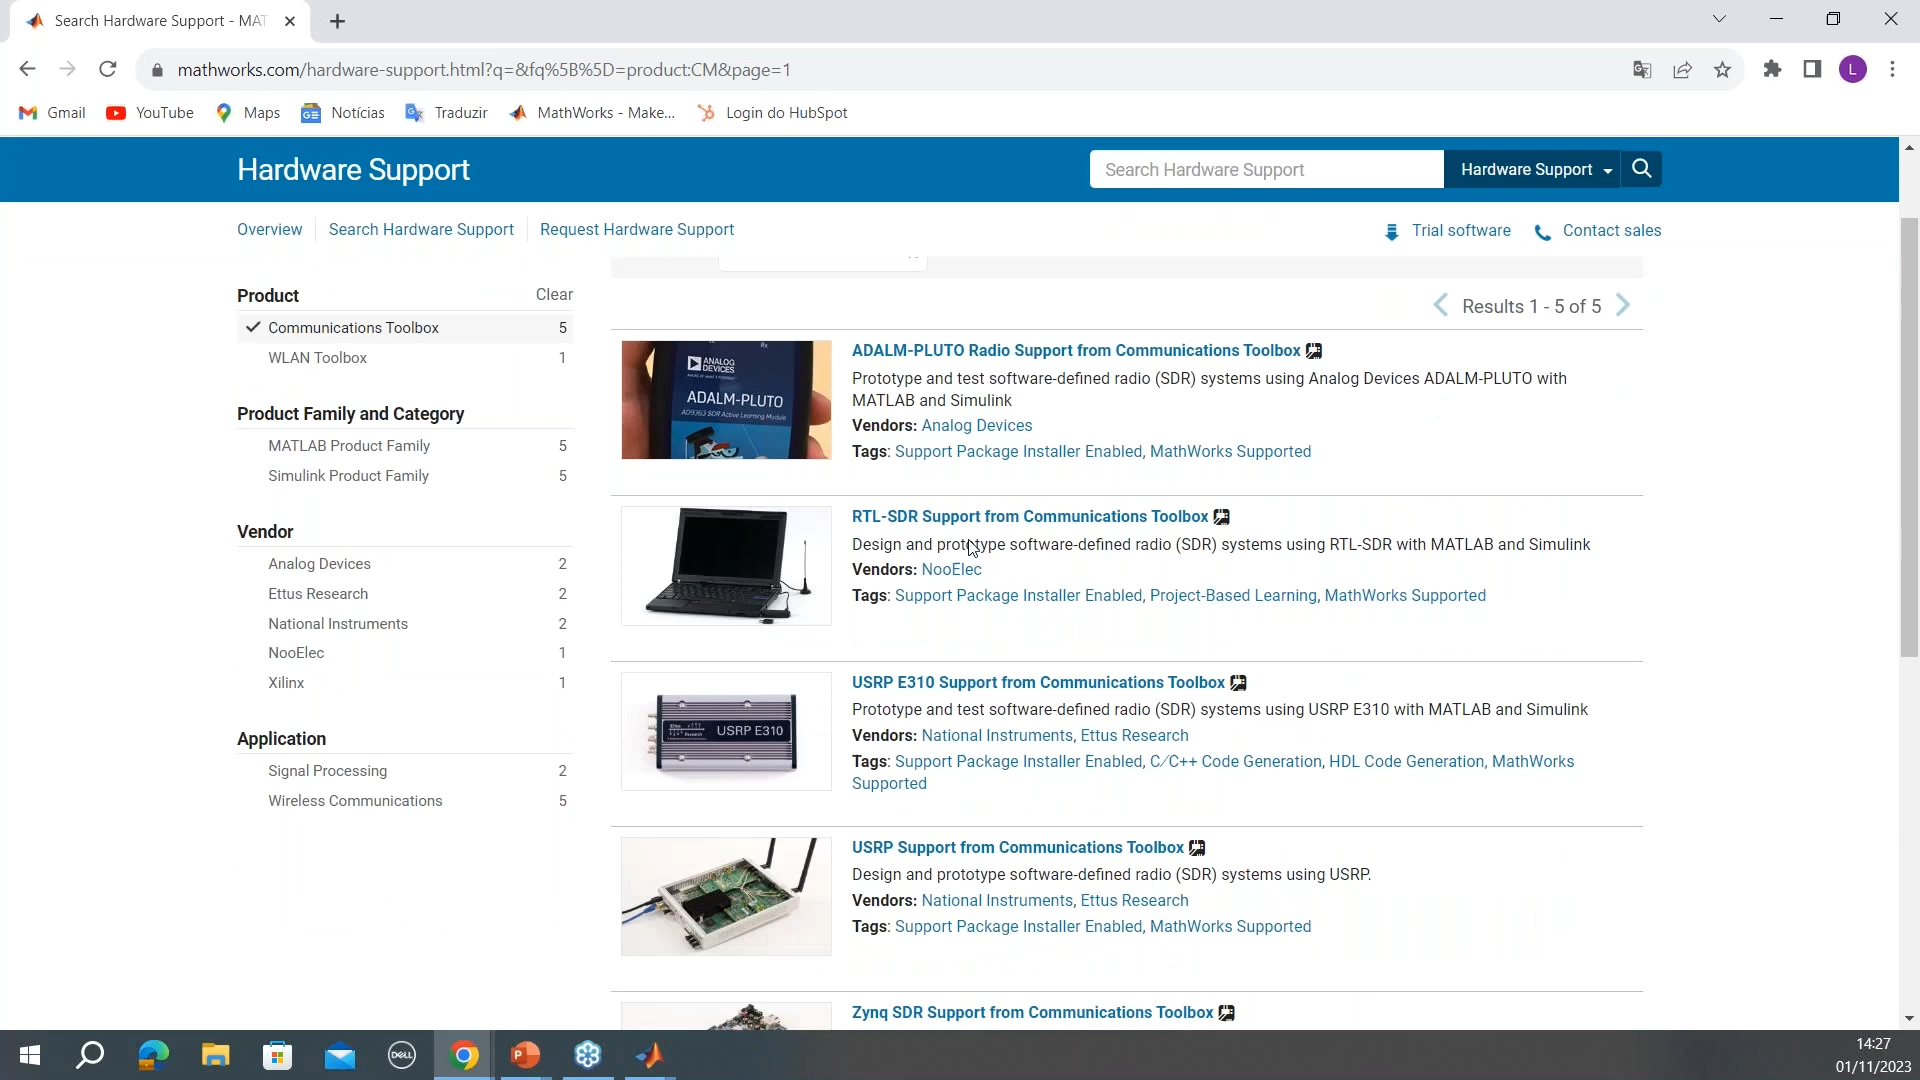 Search Hardware Support - MAT
mathworks.com/hardware-support.html?q=&fq%5B%5D=product:CM&page=1
L
Gmail
YouTube
Maps
Notícias
Traduzir
MathWorks - Make...
Login do HubSpot
Hardware Support
Search Hardware Support
Hardware Support
Overview
Search Hardware Support
Request Hardware Support
Trial software
Contact sales
Product
Clear
Communications Toolbox 5
WLAN Toolbox 1
Product Family and Category
MATLAB Product Family 5
Simulink Product Family 5
Vendor
Analog Devices 2
Ettus Research 2
National Instruments 2
NooElec 1
Xilinx 1
Application
Signal Processing 2
Wireless Communications 5
Results 1 - 5 of 5
Rx
ANALOG
DEVICES
ADALM-PLUTO
AD9363 SDR Active Learning Module
ADALM-PLUTO Radio Support from Communications Toolbox
Prototype and test software-defined radio (SDR) systems using Analog Devices ADALM-PLUTO with
MATLAB and Simulink
Vendors: Analog Devices
Tags: Support Package Installer Enabled, MathWorks Supported
RTL-SDR Support from Communications Toolbox
Design and prototype software-defined radio (SDR) systems using RTL-SDR with MATLAB and Simulink
Vendors: NooElec
Tags: Support Package Installer Enabled, Project-Based Learning, MathWorks Supported
USRP E310
USRP E310 Support from Communications Toolbox
Prototype and test software-defined radio (SDR) systems using USRP E310 with MATLAB and Simulink
Vendors: National Instruments, Ettus Research
Tags: Support Package Installer Enabled, C/C++ Code Generation, HDL Code Generation, MathWorks
Supported
USRP Support from Communications Toolbox
Design and prototype software-defined radio (SDR) systems using USRP.
Vendors: National Instruments, Ettus Research
Tags: Support Package Installer Enabled, MathWorks Supported
Zynq SDR Support from Communications Toolbox
DELL
14:27
01/11/2023